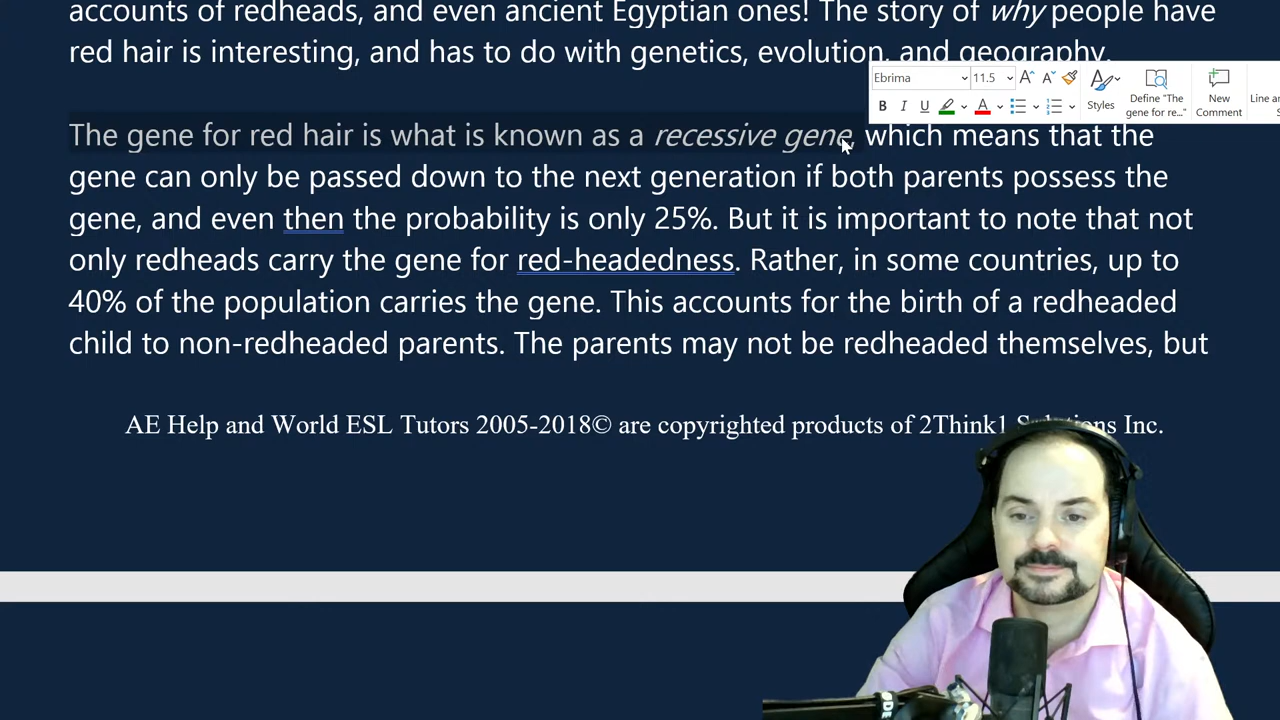 accounts of redheads, and even ancient Egyptian ones! The story of why people have
red hair is interesting, and has to do with genetics, evolution, and geography.
Ebrima 11.5
B I U A
Styles
Define "The
gene for re..."
New
Comment
Line an
The gene for red hair is what is known as a recessive gene, which means that the
gene can only be passed down to the next generation if both parents possess the
gene, and even then the probability is only 25%. But it is important to note that not
only redheads carry the gene for red-headedness. Rather, in some countries, up to
40% of the population carries the gene. This accounts for the birth of a redheaded
child to non-redheaded parents. The parents may not be redheaded themselves, but
AE Help and World ESL Tutors 2005-2018© are copyrighted products of 2Think1 Solutions Inc.